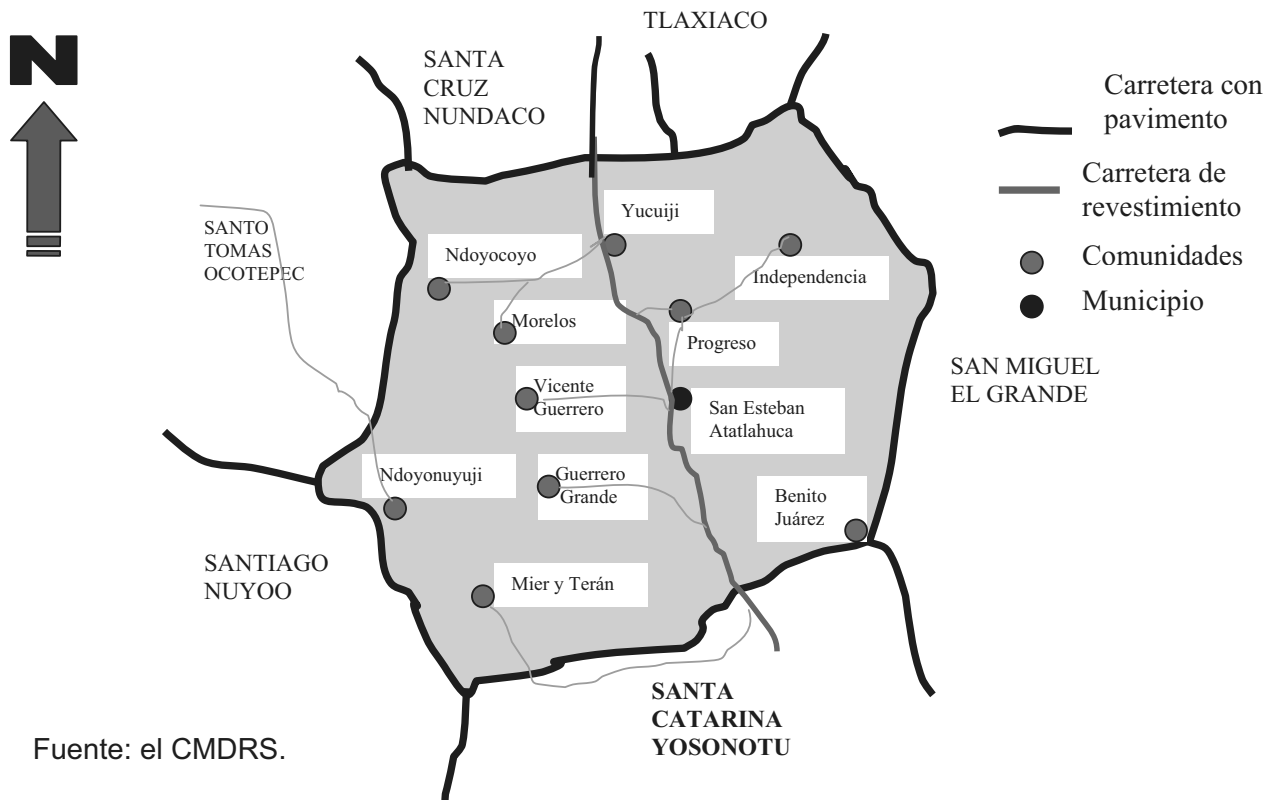 TLAXIACO
N
SANTA
CRUZ
NUNDACO
Carretera con
pavimento
Carretera de
revestimiento
Comunidades
Municipio
SANTO
TOMAS
OCOTEPEC
Yucuiji
Ndoyocoyo
Independencia
Morelos
Progreso
SAN MIGUEL
EL GRANDE
Vicente
Guerrero
San Esteban
Atatlahuca
Ndoyonuyuji
Guerrero
Grande
Benito
Juárez
SANTIAGO
NUYOO
Mier y Terán
SANTA
CATARINA
YOSONOTU
Fuente: el CMDRS.